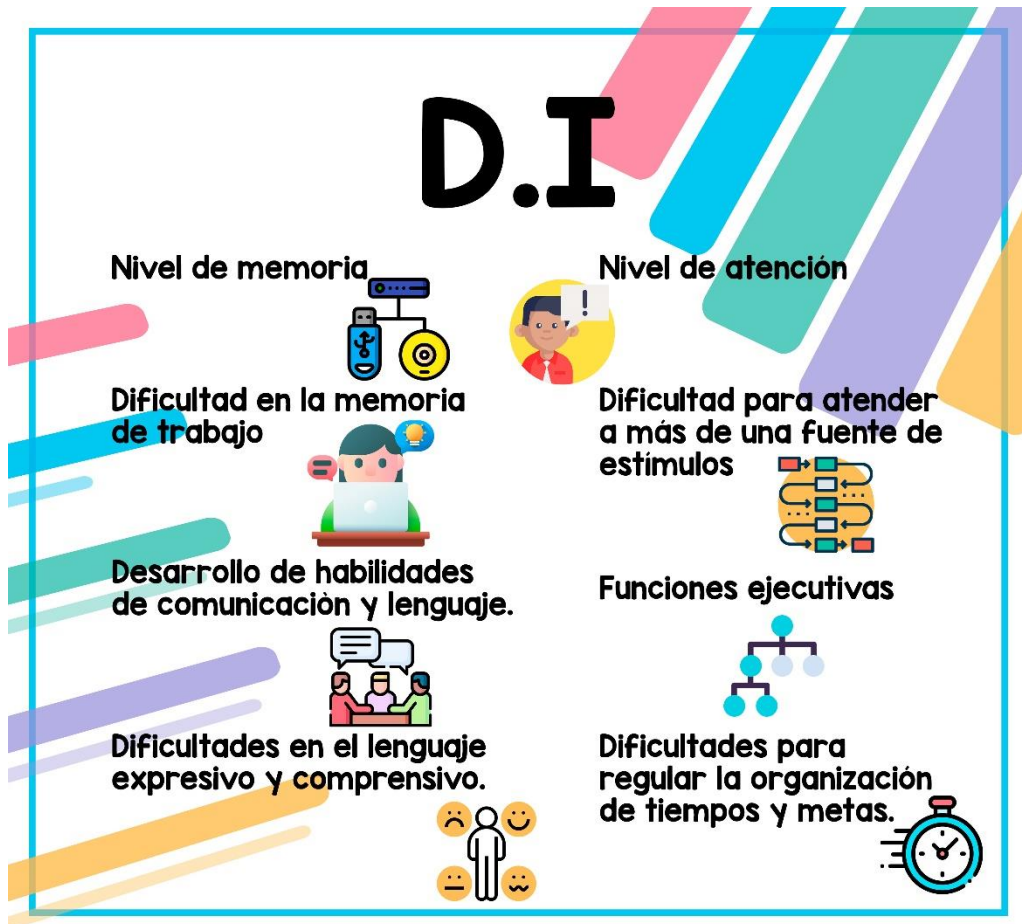 D.I
Nivel de memoria
Dificultad en la memoria
de trabajo
Desarrollo de habilidades
de comunicaciòn y lenguaje.
Dificultades en el lenguaje
expresivo y comprensivo.
Nivel de atención
Dificultad para atender
a más de una fuente de
estímulos
Funciones ejecutivas
Dificultades para
regular la organización
de tiempos y metas.